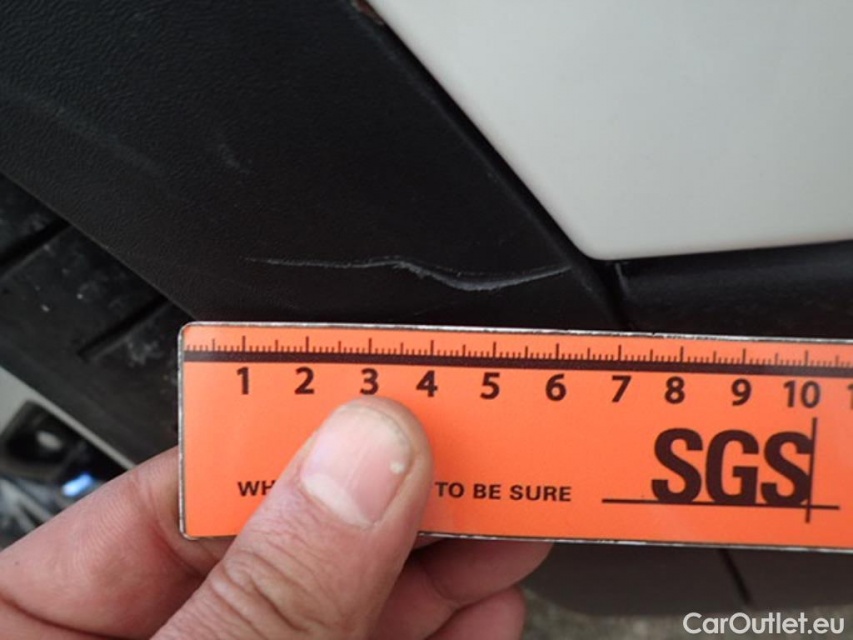 1 2 3 4 5 6 7 8 9 10
SGS
WH TO BE SURE
CarOutlet.eu